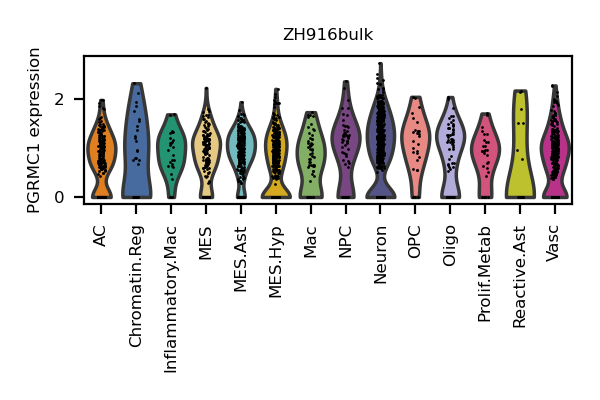 ZH916bulk
PGRMC1 expression
2
0
AC
Chromatin.Reg
Inflammatory.Mac
MES
MES.Ast
MES.Hyp
Mac
NPC
Neuron
OPC
Oligo
Prolif.Metab
Reactive.Ast
Vasc